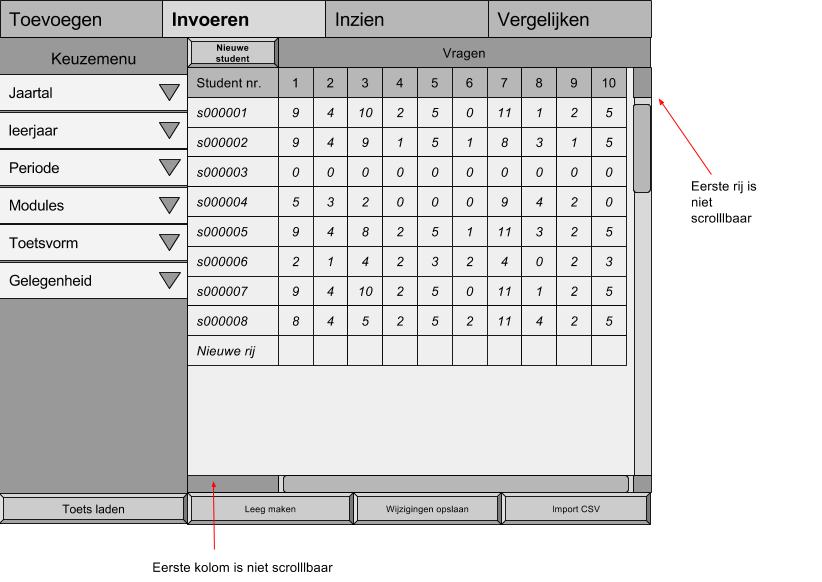 Toevoegen Invoeren Inzien Vergelijken
Keuzemenu
Nieuwe
student
Vragen
Jaartal
leerjaar
Periode
Modules
Toetsvorm
Gelegenheid
Student nr. 1 2 3 4 5 6 7 8 9 10
s000001 9 4 10 2 5 0 11 1 2 5
s000002 9 4 9 1 5 1 8 3 1 5
s000003 0 0 0 0 0 0 0 0 0 0
s000004 5 3 2 0 0 0 9 4 2 0
s000005 9 4 8 2 5 1 11 3 2 5
s000006 2 1 4 2 3 2 4 0 2 3
s000007 9 4 10 2 5 0 11 1 2 5
s000008 8 4 5 2 5 2 11 4 2 5
Nieuwe rij
Eerste rij is
niet
scrolllbaar
Toets laden Leeg maken Wijzigingen opslaan Import CSV
Eerste kolom is niet scrolllbaar